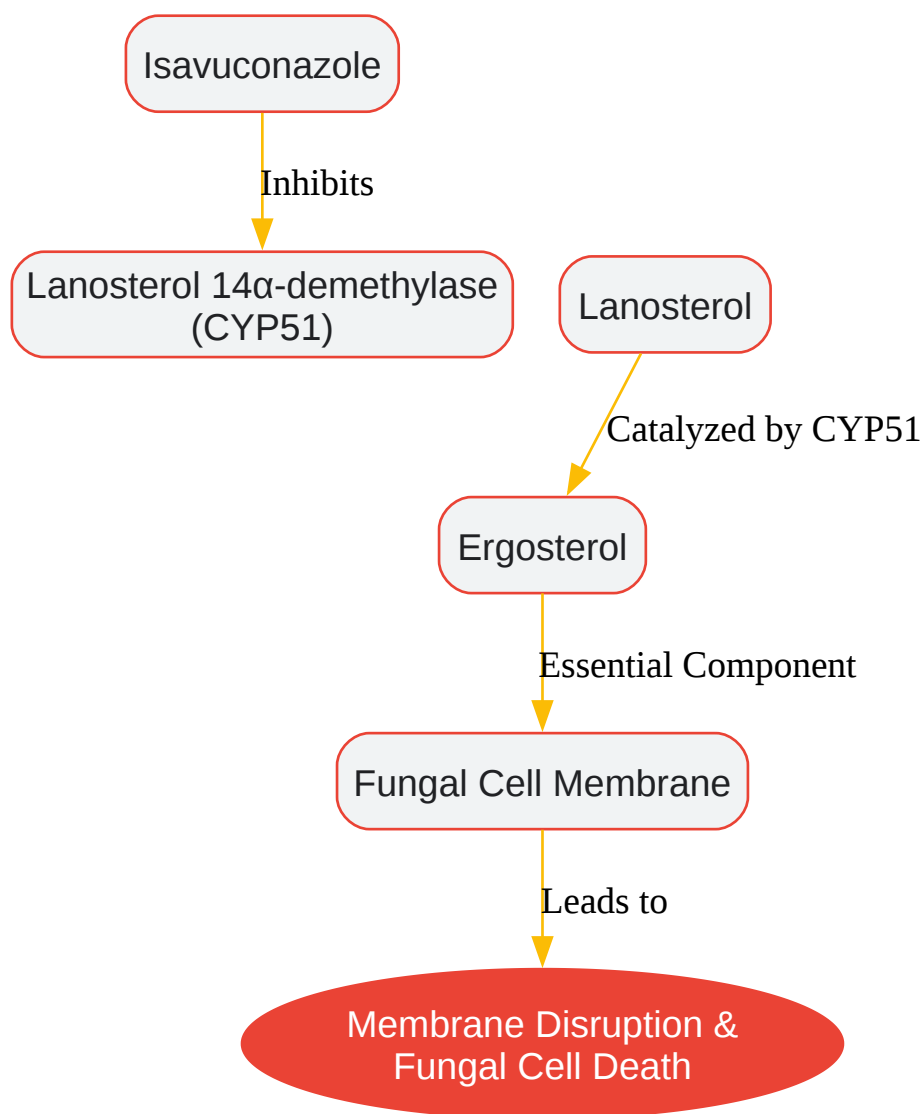 Isavuconazole
Inhibits
Lanosterol 14α-demethylase
(CYP51)
Lanosterol
Catalyzed by CYP51
Ergosterol
Essential Component
Fungal Cell Membrane
Leads to
Membrane Disruption &
Fungal Cell Death